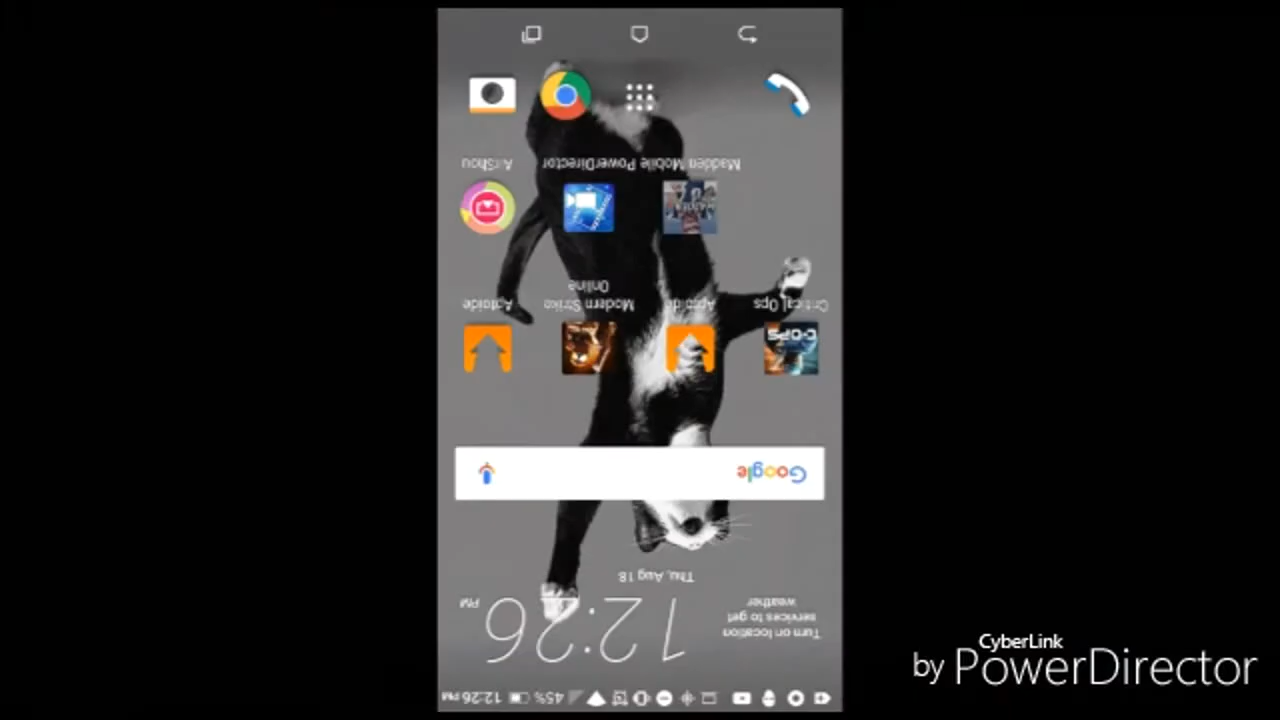 12:26 PM
45%
Turn on location
services to get
weather
12:26 PM
Thu, Aug 18
Google
Critical Ops
Aptoide
Modern Strike
Online
Aptoide
C-OPS
Madden Mobile
PowerDirector
AirShou
CyberLink
by PowerDirector